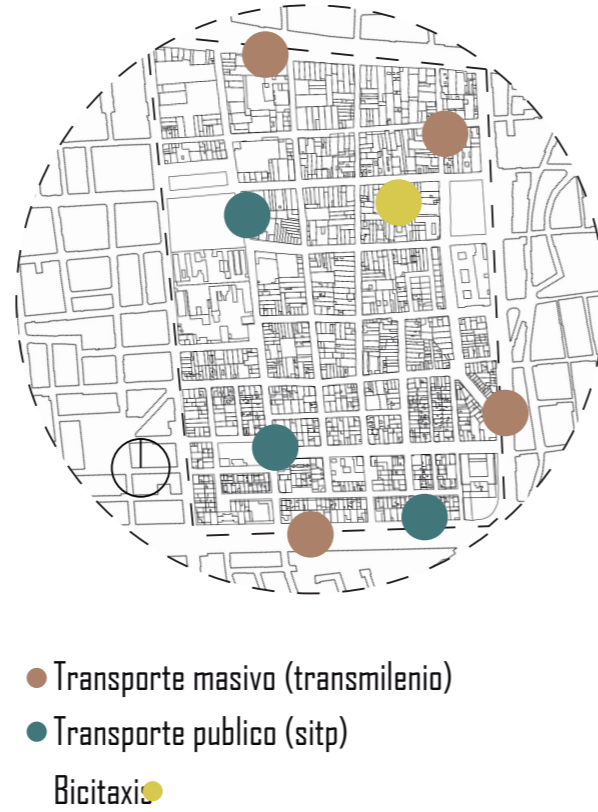 Transporte masivo (transmilenio)
Transporte publico (sitp)
Bicitaxis